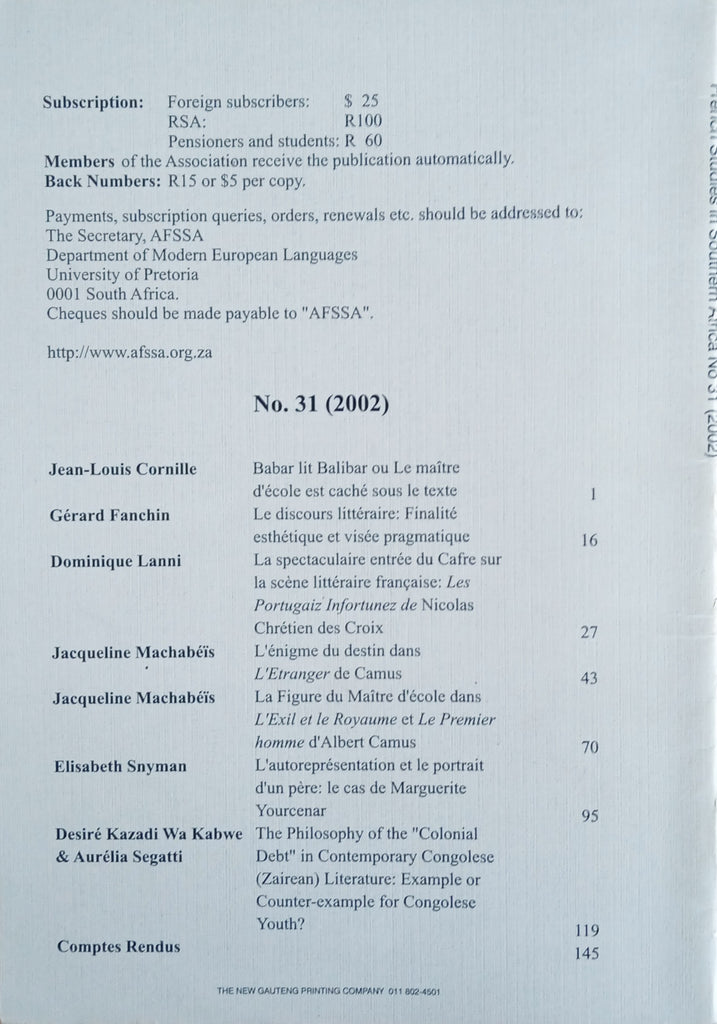 Subscription: Foreign subscribers: $ 25
RSA: R100
Pensioners and students: R 60
Members of the Association receive the publication automatically.
Back Numbers: R15 or $5 per copy.
Payments, subscription queries, orders, renewals etc. should be addressed to:
The Secretary, AFSSA
Department of Modern European Languages
University of Pretoria
0001 South Africa.
Cheques should be made payable to "AFSSA".
http://www.afssa.org.za
No. 31 (2002)
Jean-Louis Cornille Babar lit Balibar ou Le maître
d'école est caché sous le texte 1
Gérard Fanchin Le discours littéraire: Finalité
esthétique et visée pragmatique 16
Dominique Lanni La spectaculaire entrée du Cafre sur
la scène littéraire française: Les
Portugaiz Infortunez de Nicolas
Chrétien des Croix 27
Jacqueline Machabéïs L'énigme du destin dans
L'Etranger de Camus 43
Jacqueline Machabéïs La Figure du Maître d'école dans
L'Exil et le Royaume et Le Premier
homme d'Albert Camus 70
Elisabeth Snyman L'autoreprésentation et le portrait
d'un père: le cas de Marguerite
Yourcenar 95
Desiré Kazadi Wa Kabwe The Philosophy of the "Colonial
& Aurélia Segatti Debt" in Contemporary Congolese
(Zairean) Literature: Example or
Counter-example for Congolese
Youth? 119
Comptes Rendus 145
THE NEW GAUTENG PRINTING COMPANY 011 802-4501
French Studies in Southern Africa No 31 (2002)